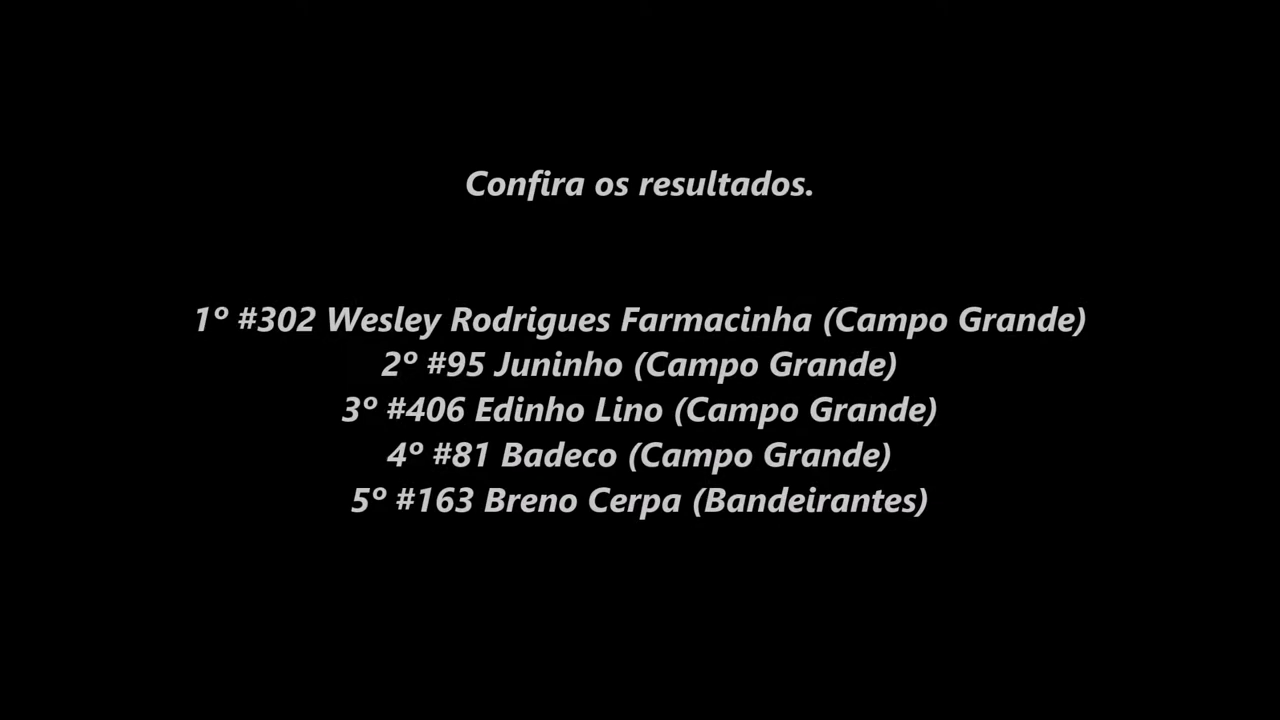 Confira os resultados.
1º #302 Wesley Rodrigues Farmacinha (Campo Grande)
2º #95 Juninho (Campo Grande)
3º #406 Edinho Lino (Campo Grande)
4º #81 Badeco (Campo Grande)
5º #163 Breno Cerpa (Bandeirantes)